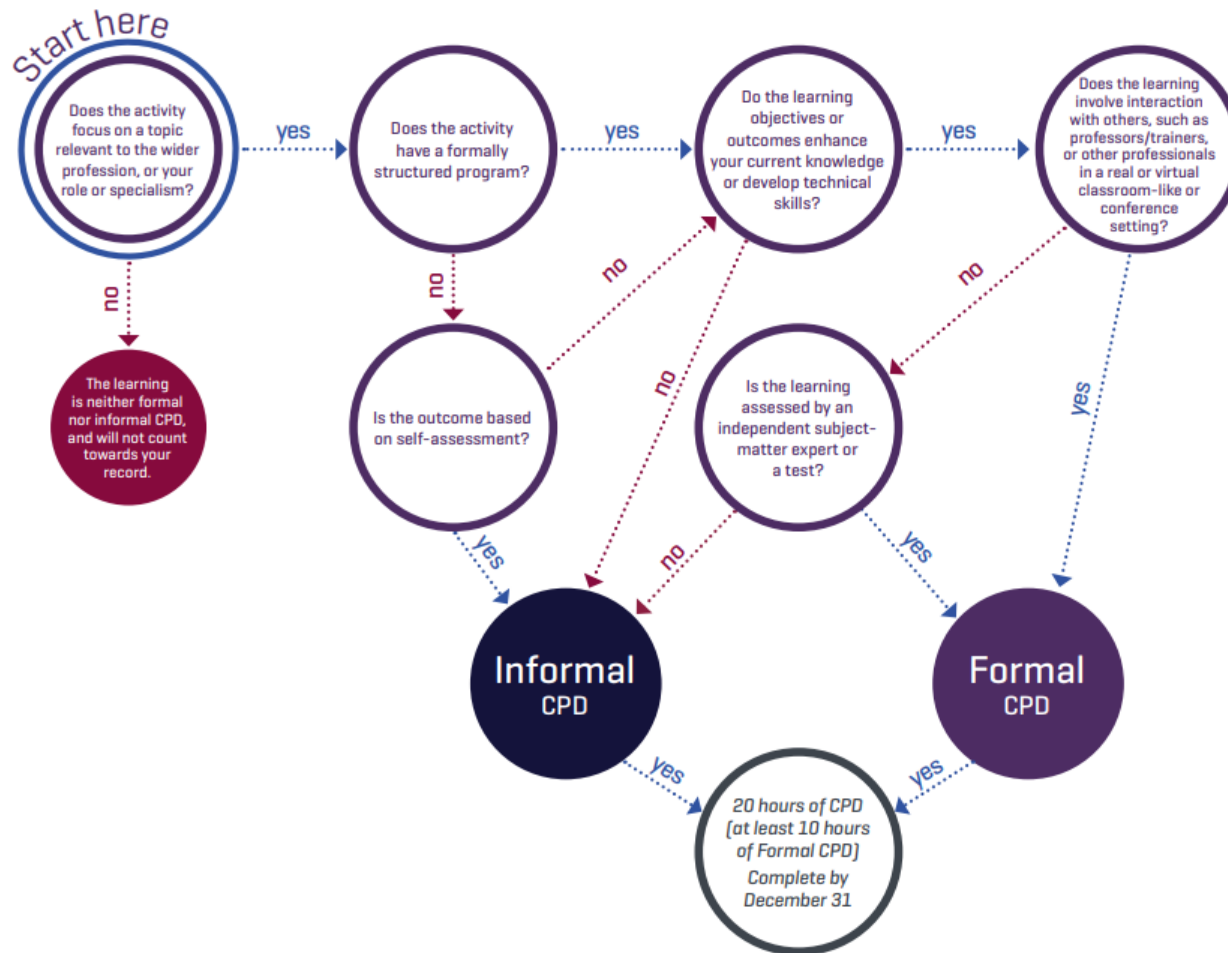 Start here
Does the activity
focus on a topic
relevant to the wider
profession, or your
role or specialism?
yes
Does the activity
have a formally
structured program?
yes
Do the learning
objectives or
outcomes enhance
your current knowledge
or develop technical
skills?
yes
Does the learning
involve interaction
with others, such as
professors/trainers,
or other professionals
in a real or virtual
classroom-like or
conference
setting?
no
no
no
no
no
yes
The learning
is neither formal
nor informal CPD,
and will not count
towards your
record.
Is the outcome based
on self-assessment?
Is the learning
assessed by an
independent subject-
matter expert or
a test?
yes
no
yes
Informal
CPD
Formal
CPD
yes
yes
20 hours of CPD
(at least 10 hours
of Formal CPD)
Complete by
December 31